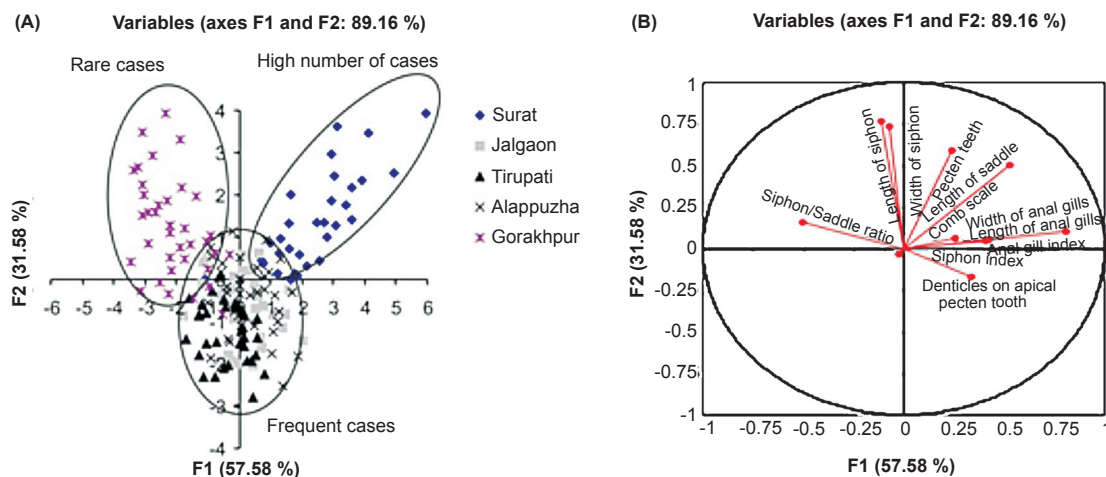 (A)
Variables (axes F1 and F2: 89.16 %)
Rare cases
High number of cases
4
3
2
-6 -5 -4 -3 -2 -1 0 1 2 3 4 5 6
-1
-2
-3
-4
F2 (31.58 %)
F1 (57.58 %)
Frequent cases
Surat
Jalgaon
Tirupati
Alappuzha
Gorakhpur
(B)
Variables (axes F1 and F2: 89.16 %)
1
0.75
0.5
0.25
0
-0.25
-0.5
-0.75
-1
F2 (31.58 %)
Length of siphon
Width of siphon
Pecten teeth
Length of saddle
Comb scale
Siphon/Saddle ratio
Width of anal gills
Length of anal gills
Anal gill index
Siphon index
Denticles on apical
pecten tooth
-1 -0.75 -0.5 -0.25 0 0.25 0.5 0.75 1
F1 (57.58 %)